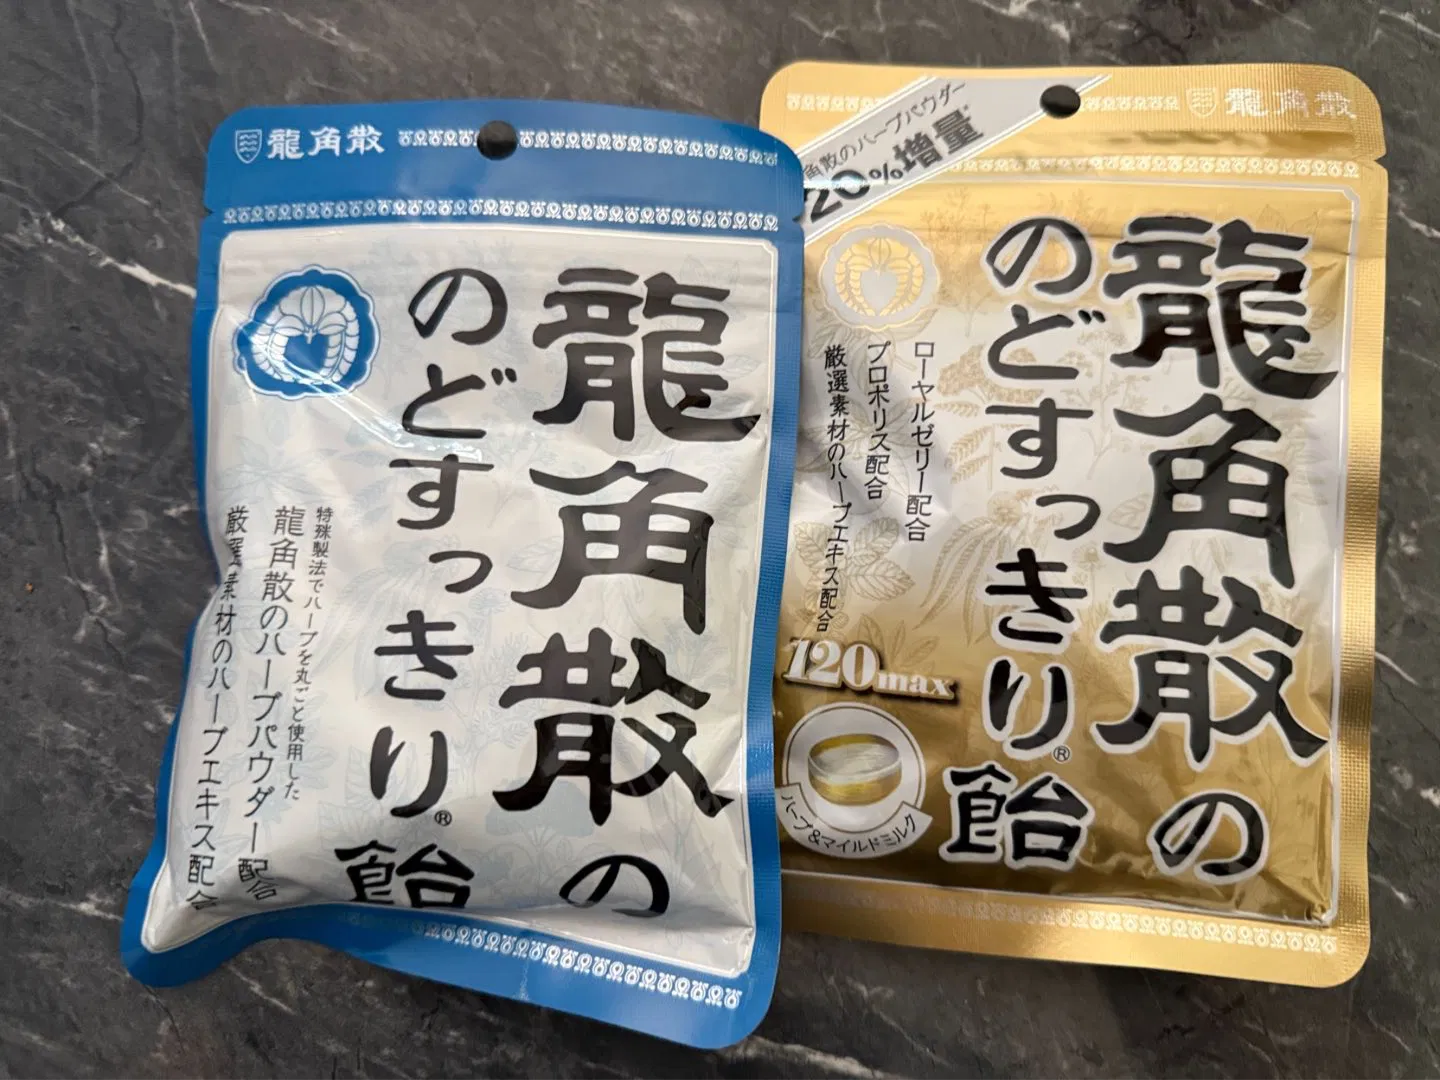 龍角散
龍角散の
のどすっきり®飴
特殊製法でハーブを丸ごと使用した
龍角散のハーブパウダー配合
厳選素材のハーブエキス配合
龍角散
角散のハーブパウダー
20%増量*
龍角散の
のどすっきり®飴
ローヤルゼリー配合
プロポリス配合
厳選素材のハーブエキス配合
120max
ハーブ&マイルドミルク